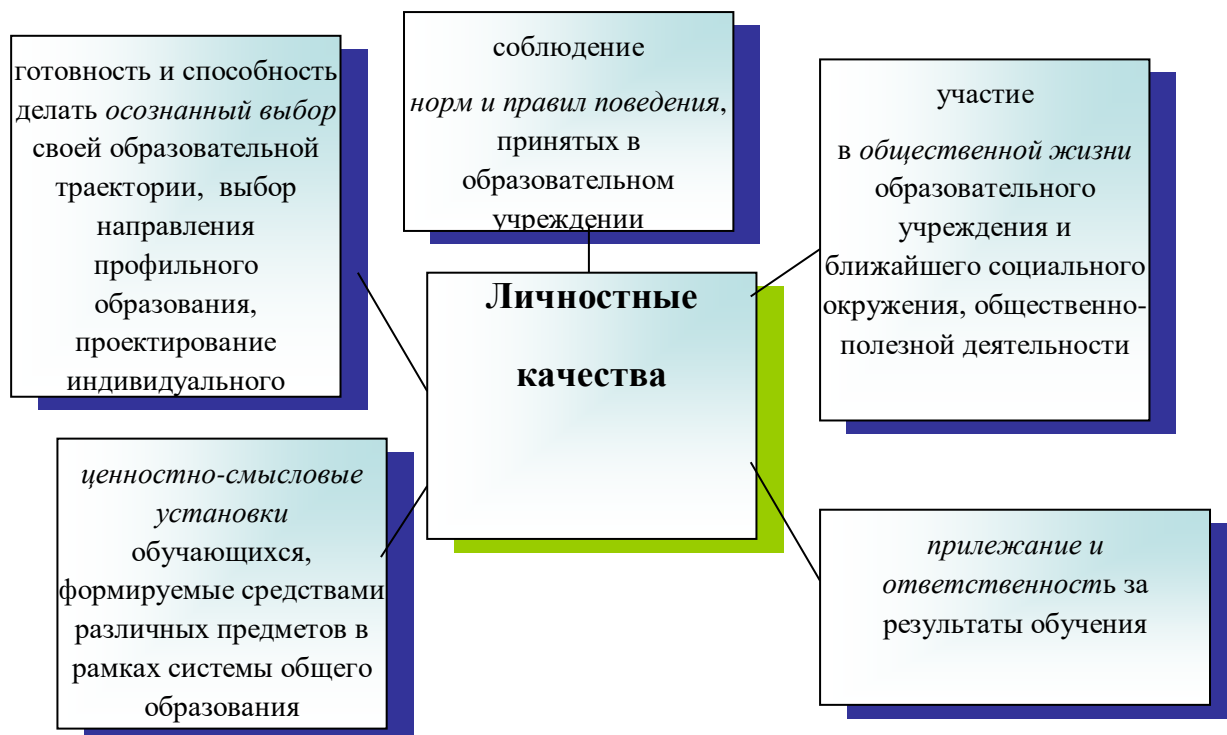 готовность и способность
делать осознанный выбор
своей образовательной
траектории, выбор
направления
профильного
образования,
проектирование
индивидуального
соблюдение
норм и правил поведения,
принятых в
образовательном
учреждении
участие
в общественной жизни
образовательного
учреждения и
ближайшего социального
окружения, общественно-
полезной деятельности
Личностные
качества
ценностно-смысловые
установки
обучающихся,
формируемые средствами
различных предметов в
рамках системы общего
образования
прилежание и
ответственность за
результаты обучения